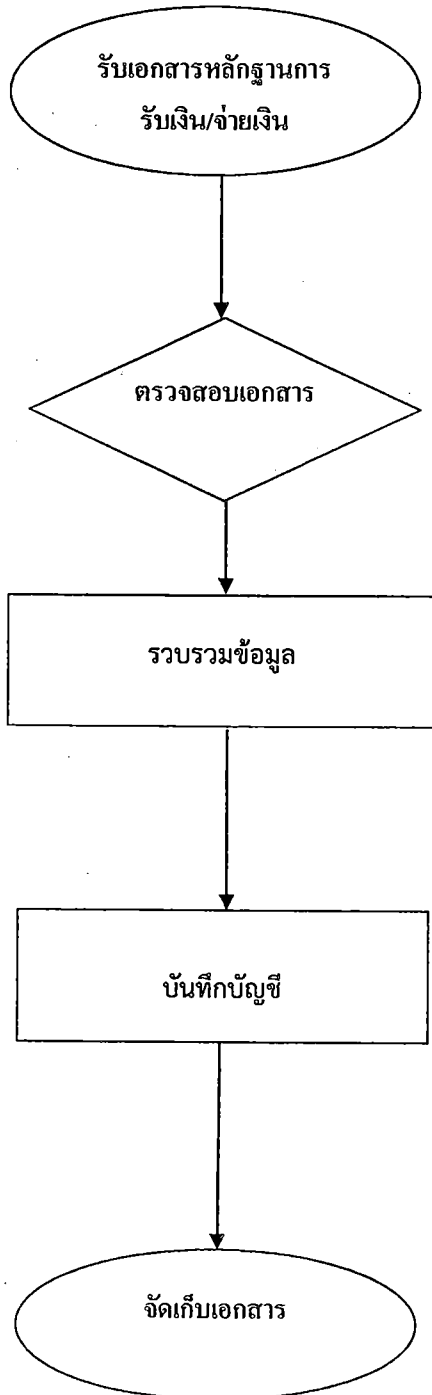 รับเอกสารหลักฐานการ
รับเงิน/จ่ายเงิน
ตรวจสอบเอกสาร
รวบรวมข้อมูล
บันทึกบัญชี
จัดเก็บเอกสาร